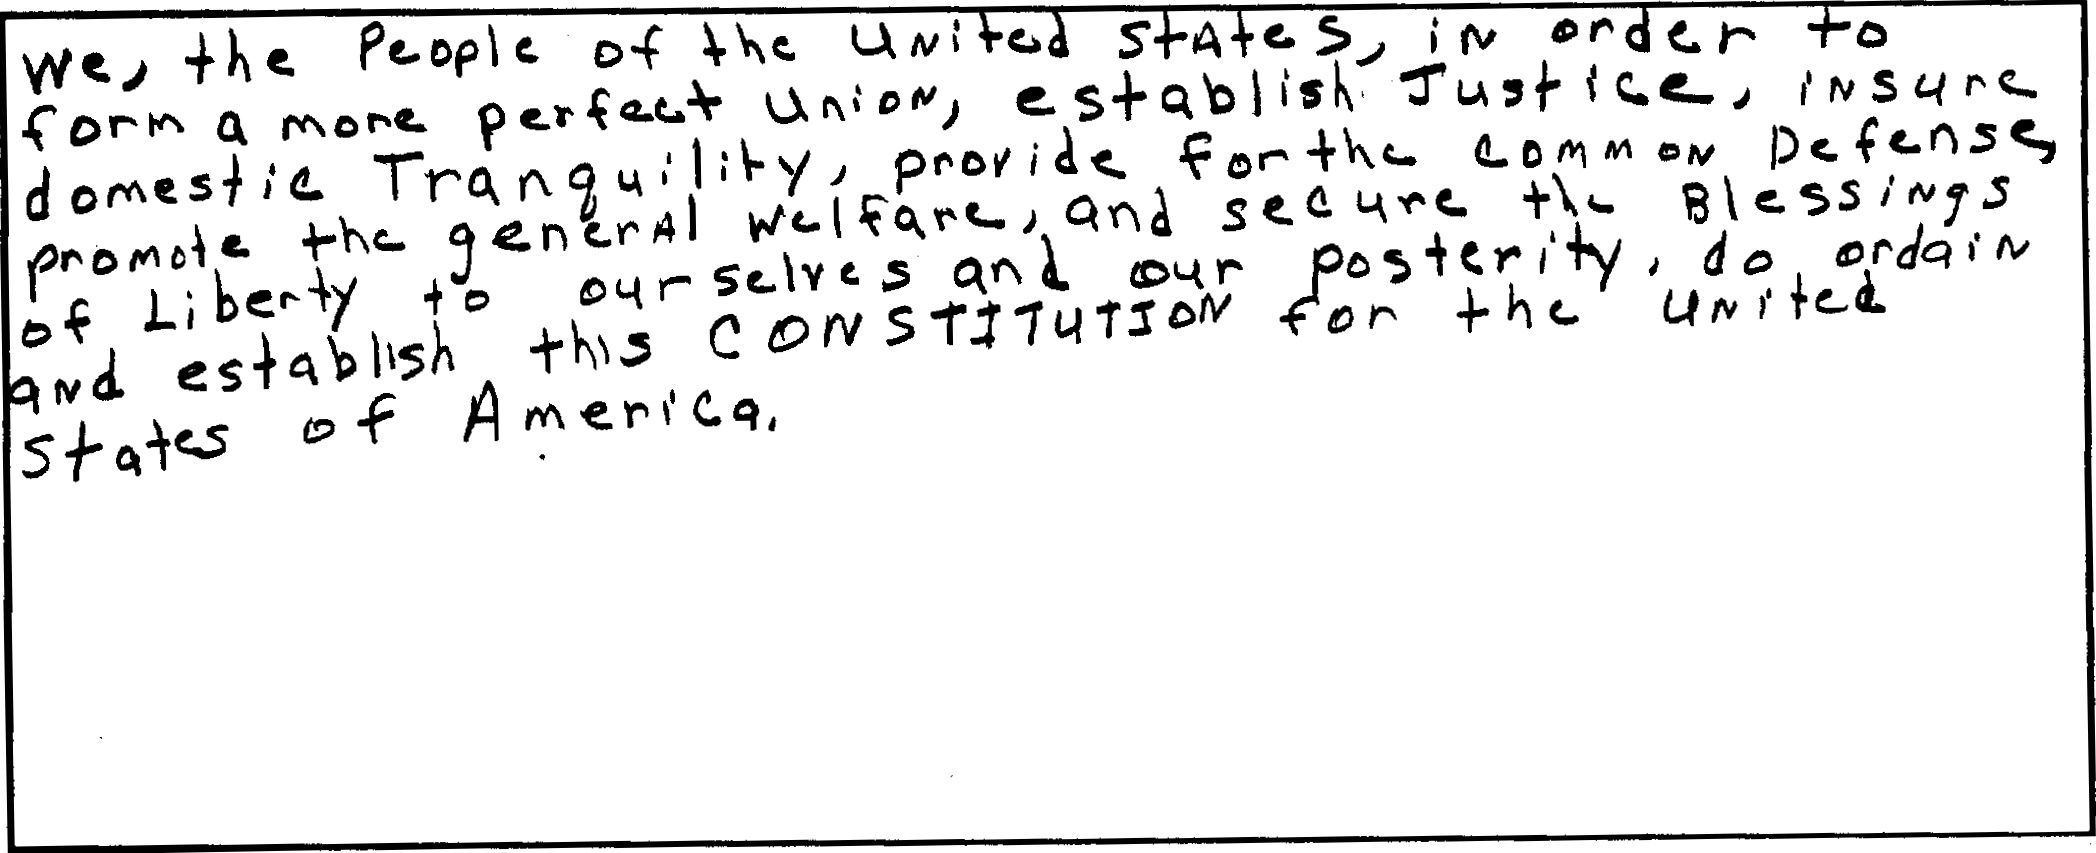 We, the People of the United States, in order to
form a more perfect Union, establish Justice, insure
domestic Tranquility, provide for the common Defense,
promote the general welfare, and secure the Blessings
of Liberty to ourselves and our posterity, do ordain
and establish this CONSTITUTION for the United
States of America.